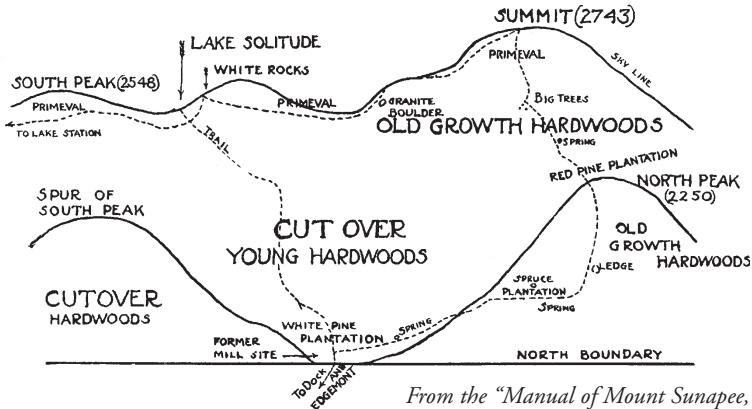 SUMMIT (2743)
LAKE SOLITUDE
WHITE ROCKS
SOUTH PEAK (2548)
PRIMEVAL
TO LAKE STATION
PRIMEVAL
PRIMEVAL
SKY LINE
GRANITE
BOULDER
BIG TREES
OLD GROWTH HARDWOODS
TRAIL
SPRING
RED PINE PLANTATION
NORTH PEAK
(2250)
SPUR OF
SOUTH PEAK
CUT OVER
YOUNG HARDWOODS
OLD
GROWTH
HARDWOODS
LEDGE
CUTOVER
HARDWOODS
SPRUCE
PLANTATION
SPRING
WHITE PINE
PLANTATION
SPRING
FORMER
MILL SITE
NORTH BOUNDARY
TO DOCK
AND
EDGEMONT
From the “Manual of Mount Sunapee,